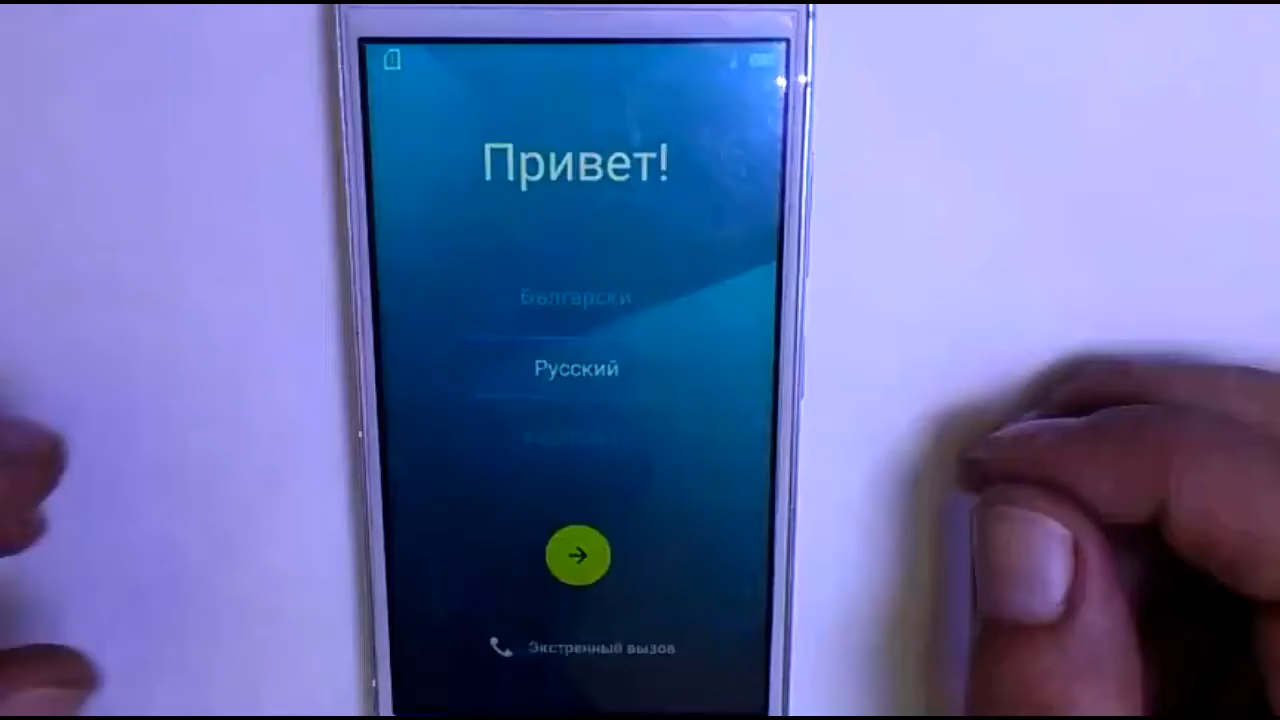 Привет!
Български
Русский
Экстренный вызов